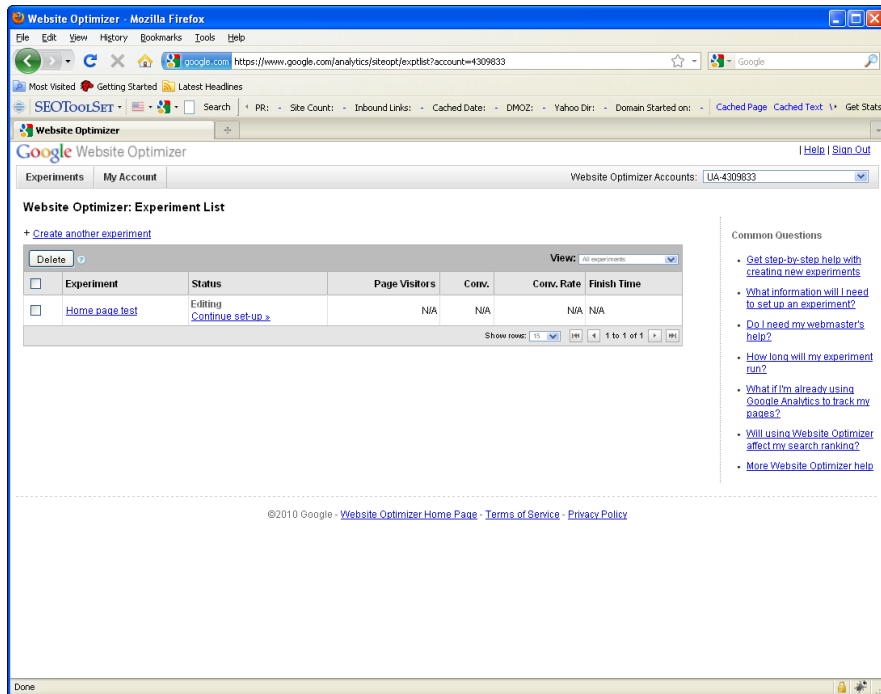 Website Optimizer - Mozilla Firefox
File Edit View History Bookmarks Tools Help
google.com https://www.google.com/analytics/siteopt/exptlist?account=4309833 Google
Most Visited Getting Started Latest Headlines
SEOToolSet Search PR: - Site Count: - Inbound Links: - Cached Date: - DMOZ: - Yahoo Dir: - Domain Started on: - Cached Page Cached Text Get Stats
Website Optimizer
Google Website Optimizer | Help | Sign Out
Experiments My Account Website Optimizer Accounts: UA-4309833
Website Optimizer: Experiment List
+ Create another experiment
Delete View: All experiments
Experiment Status Page Visitors Conv. Conv. Rate Finish Time
Home page test Editing N/A N/A N/A N/A
Continue set-up »
Show rows: 15 1 to 1 of 1
Common Questions
• Get step-by-step help with
creating new experiments
• What information will I need
to set up an experiment?
• Do I need my webmaster's
help?
• How long will my experiment
run?
• What if I'm already using
Google Analytics to track my
pages?
• Will using Website Optimizer
affect my search ranking?
• More Website Optimizer help
©2010 Google - Website Optimizer Home Page - Terms of Service - Privacy Policy
Done